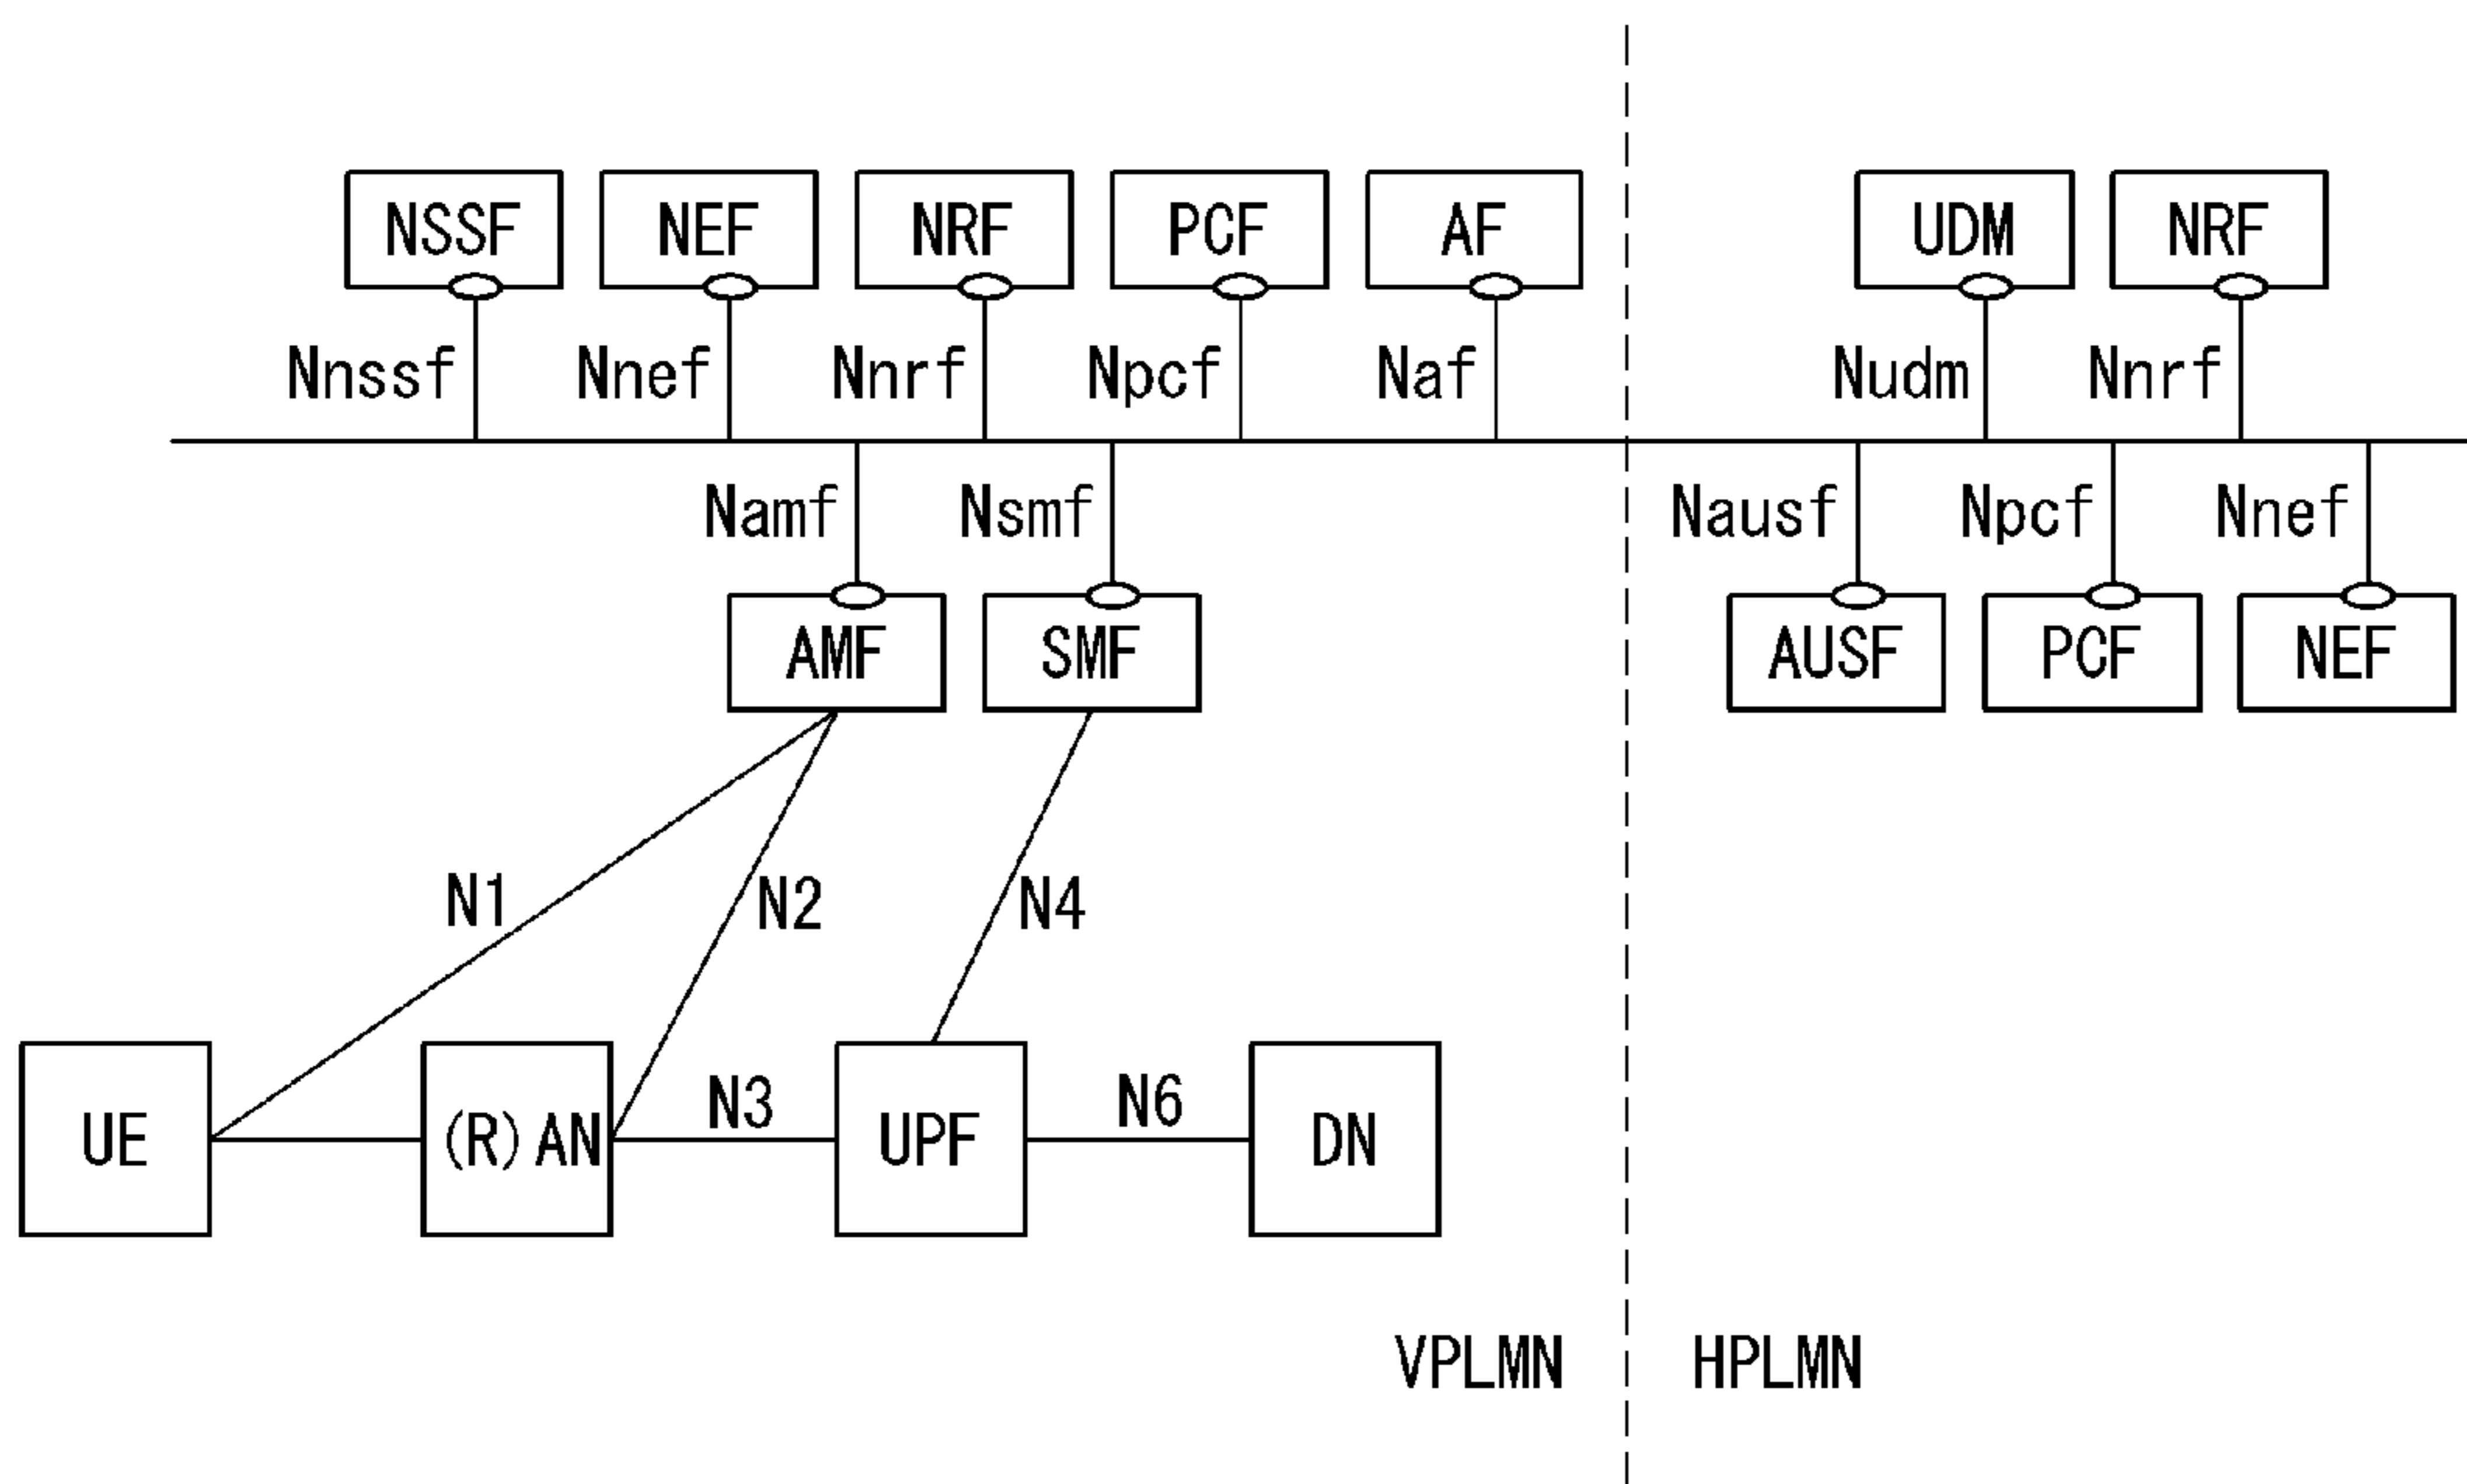 NSSF NEF NRF PCF AF UDM NRF
Nnssf Nnef Nnrf Npcf Naf Nudm Nnrf
Namf Nsmf Nausf Npcf Nnef
AMF SMF AUSF PCF NEF
N1 N2 N4
N3 N6
UE (R)AN UPF DN
VPLMN HPLMN